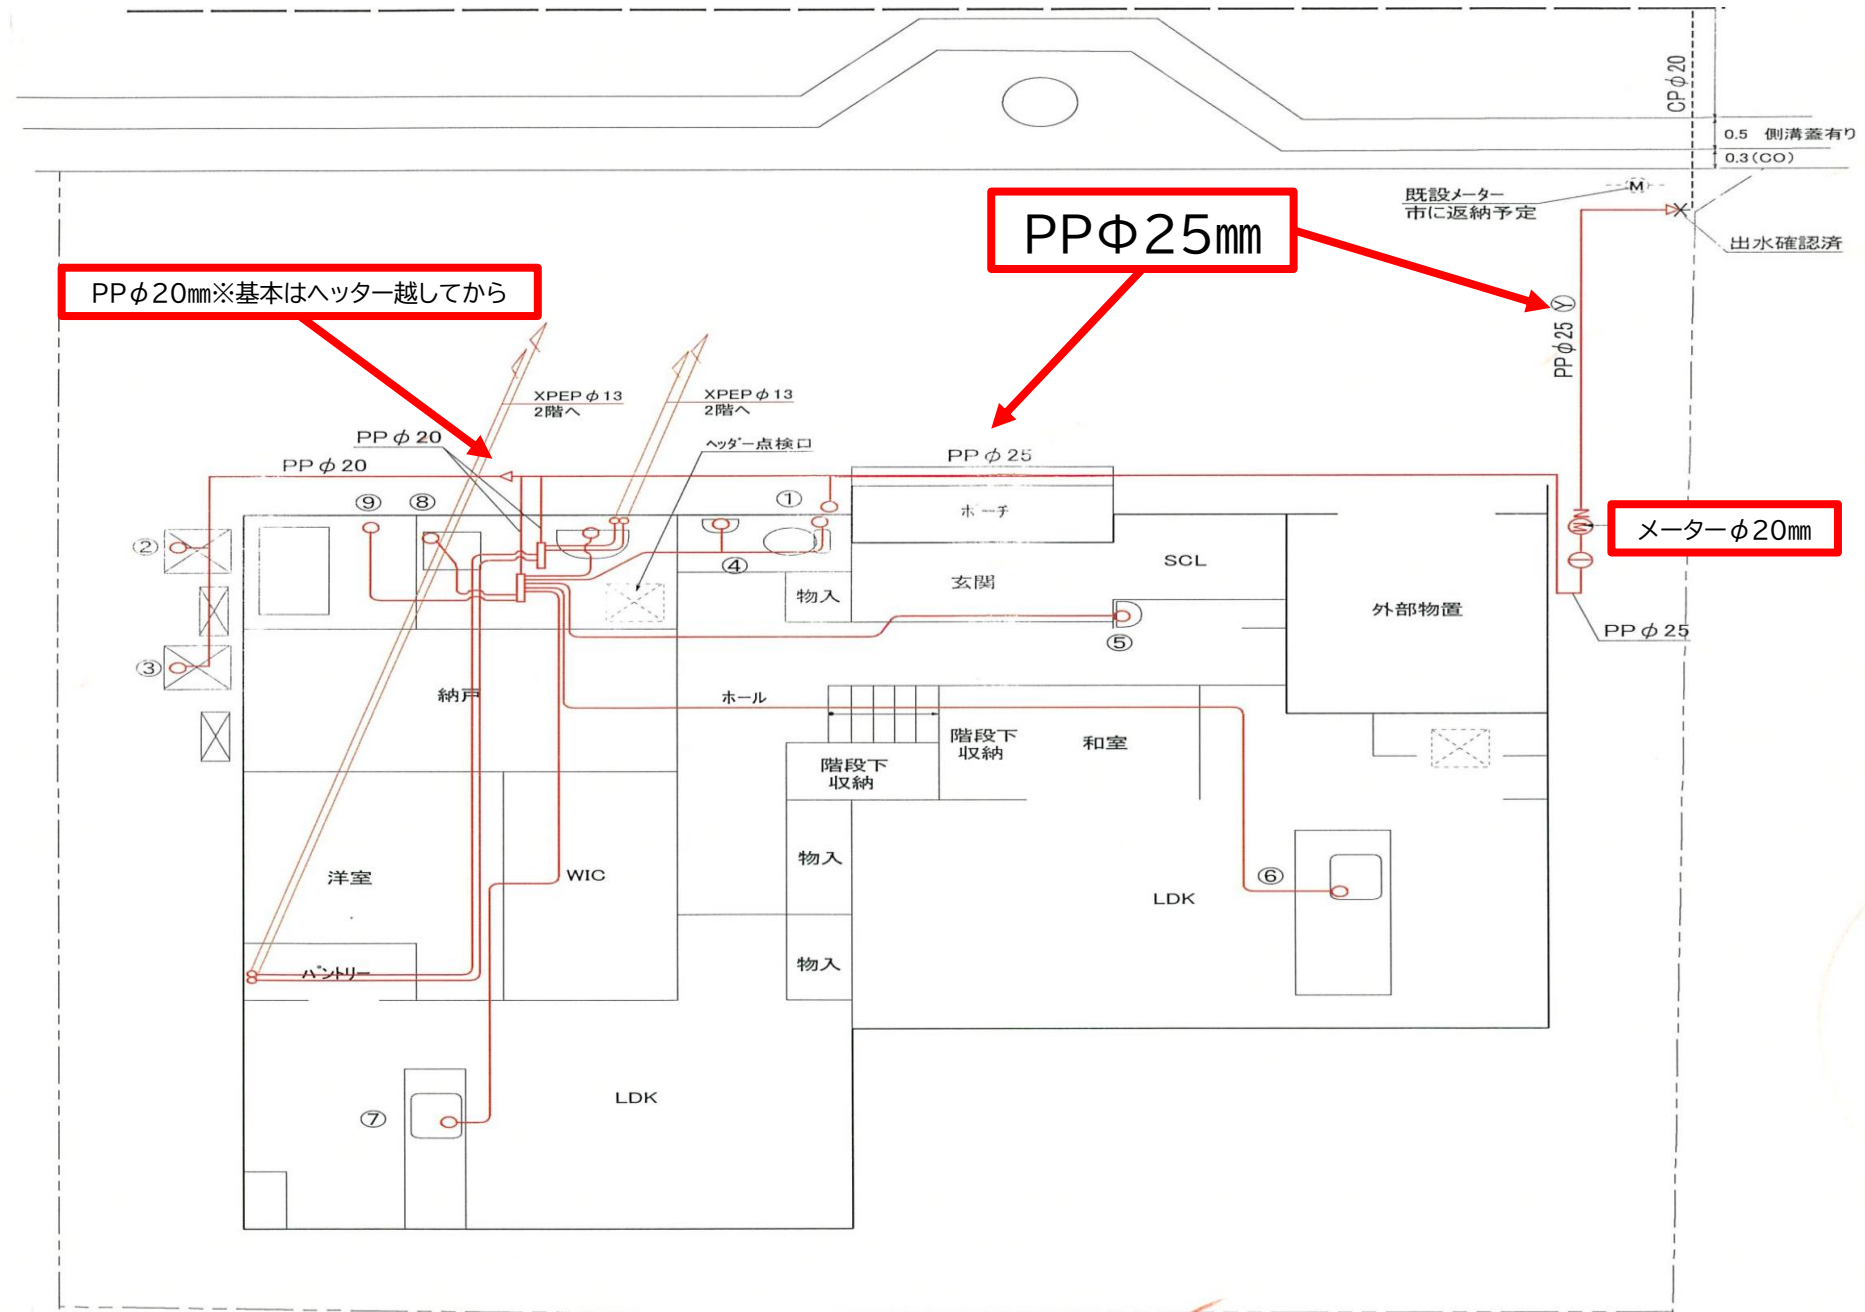 CPφ20
0.5 側溝蓋有り
0.3(CO)
M
既設メーター
市に返納予定
出水確認済
PPΦ25㎜
PPφ20㎜※基本はヘッター越してから
PPφ25 Ⓨ
XPEPφ13
2階へ
XPEPφ13
2階へ
PPφ20
ヘッダー点検口
PPφ20
PPφ25
⑨
⑧
①
ポーチ
M
メーターφ20㎜
②
④
SCL
玄関
物入
外部物置
PPφ25
⑤
③
納戸
ホール
階段下
収納
和室
階段下
収納
物入
洋室
WIC
⑥
LDK
物入
パントリー
LDK
⑦